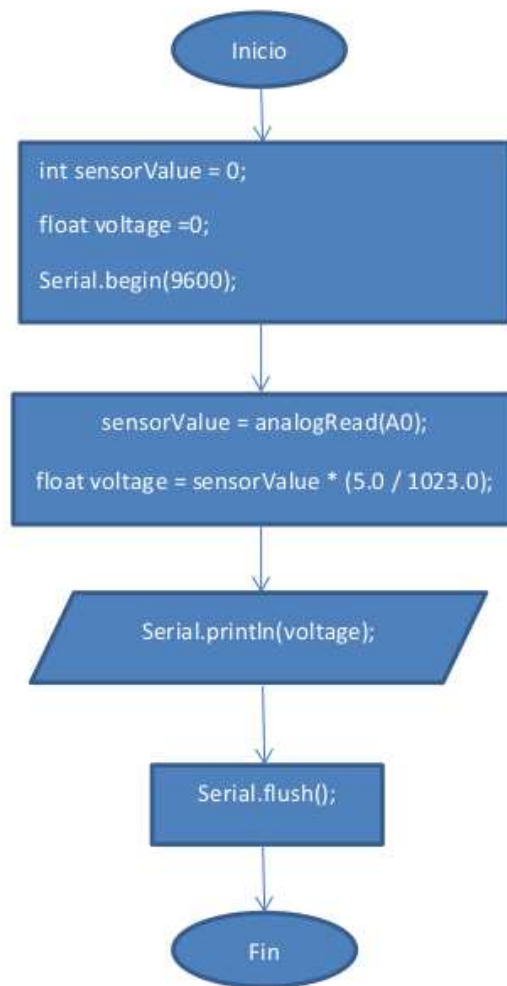 Inicio
int sensorValue = 0;
float voltage =0;
Serial.begin(9600);
sensorValue = analogRead(A0);
float voltage = sensorValue * (5.0 / 1023.0);
Serial.println(voltage);
Serial.flush();
Fin